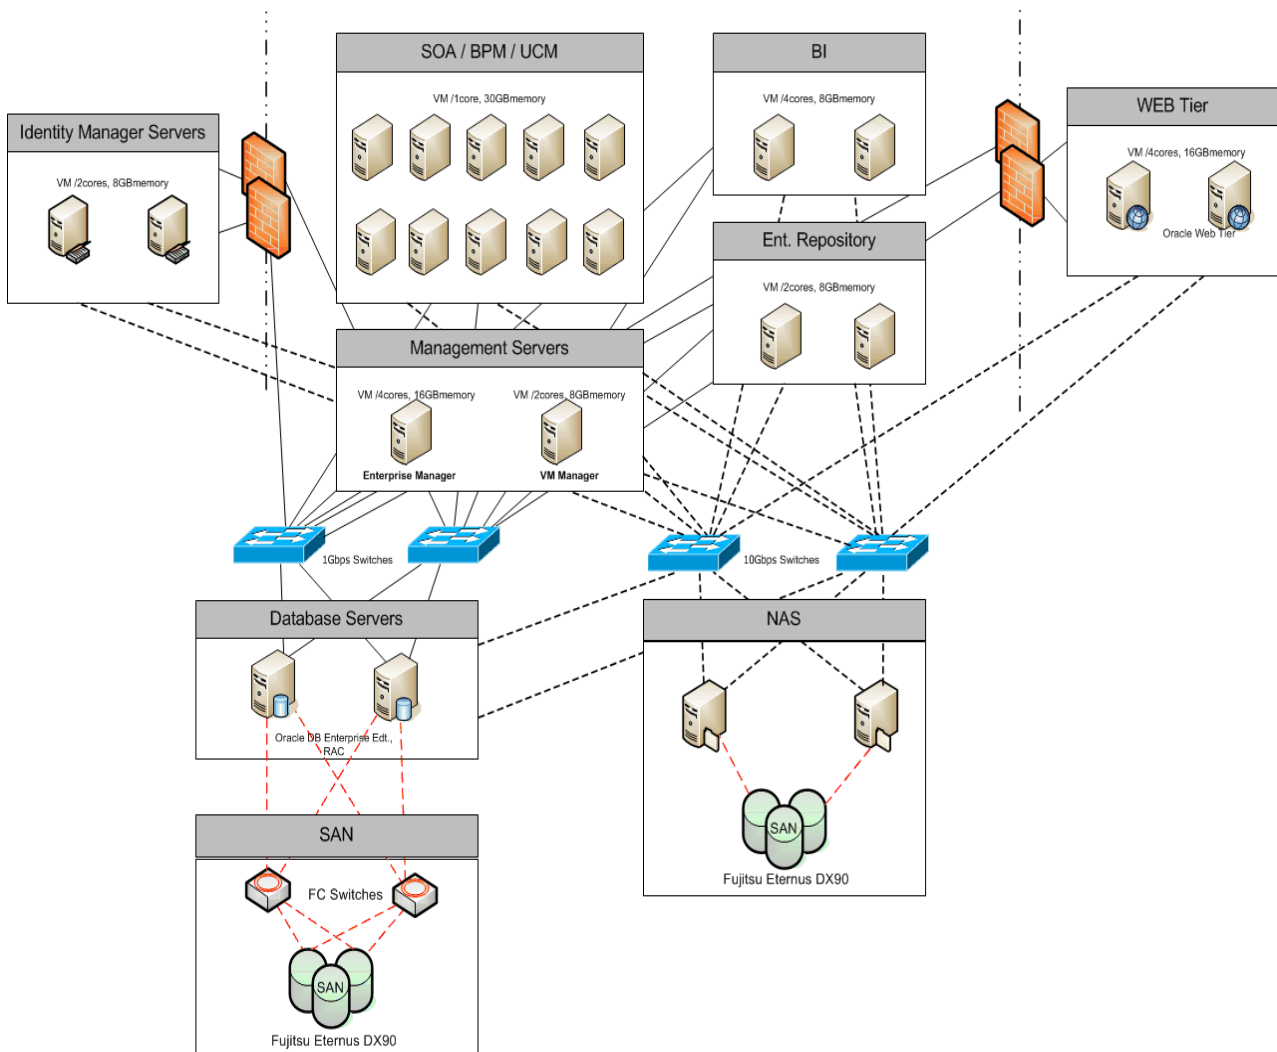 SOA / BPM / UCM
VM /1core, 30GBmemory
BI
VM /4cores, 8GBmemory
WEB Tier
VM /4cores, 16GBmemory
Oracle Web Tier
Identity Manager Servers
VM /2cores, 8GBmemory
Ent. Repository
VM /2cores, 8GBmemory
Management Servers
VM /4cores, 16GBmemory
VM /2cores, 8GBmemory
Enterprise Manager
VM Manager
1Gbps Switches
10Gbps Switches
Database Servers
Oracle DB Enterprise Edt.,
RAC
NAS
SAN
Fujitsu Eternus DX90
SAN
FC Switches
SAN
Fujitsu Eternus DX90